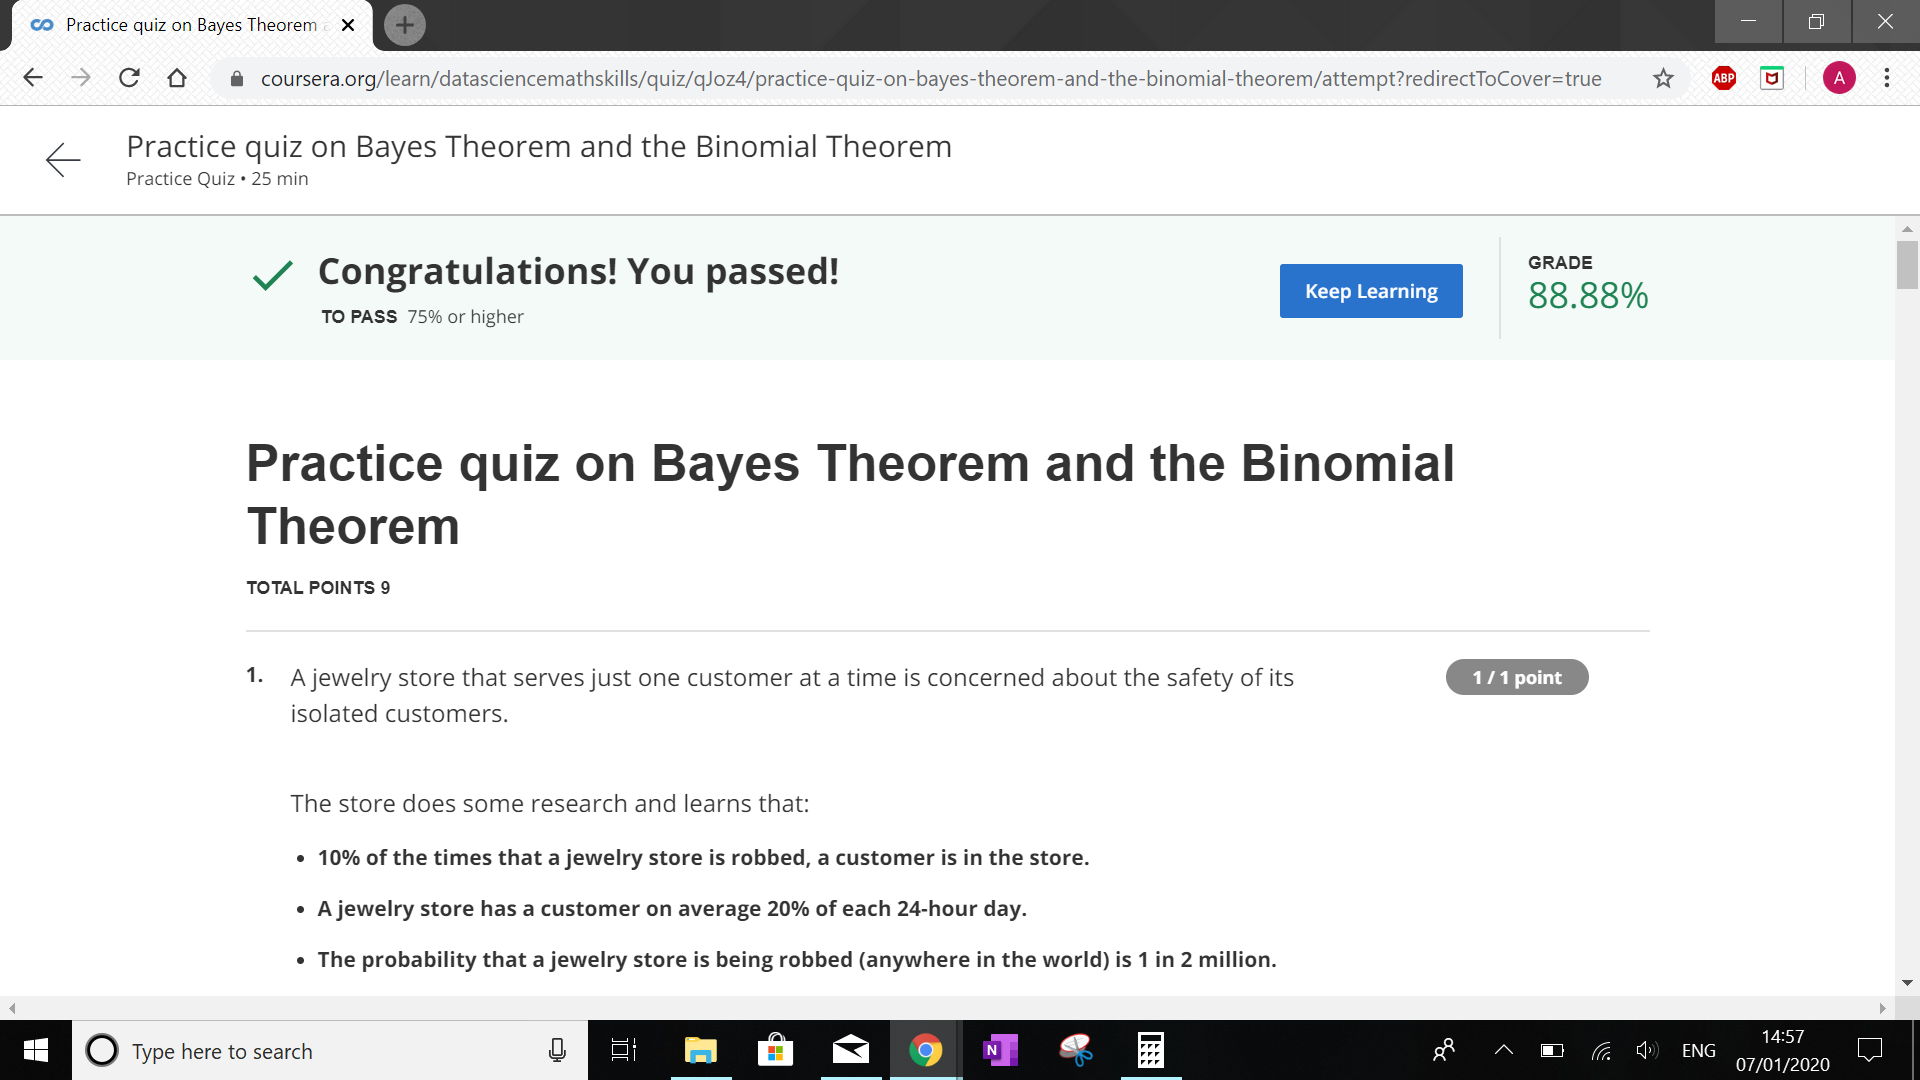 Practice quiz on Bayes Theorem
coursera.org/learn/datasciencemathskills/quiz/qJoz4/practice-quiz-on-bayes-theorem-and-the-binomial-theorem/attempt?redirectToCover=true
ABP
A
Practice quiz on Bayes Theorem and the Binomial Theorem
Practice Quiz • 25 min
Congratulations! You passed!
TO PASS 75% or higher
Keep Learning
GRADE
88.88%
Practice quiz on Bayes Theorem and the Binomial
Theorem
TOTAL POINTS 9
1. A jewelry store that serves just one customer at a time is concerned about the safety of its
isolated customers.
1 / 1 point
The store does some research and learns that:
• 10% of the times that a jewelry store is robbed, a customer is in the store.
• A jewelry store has a customer on average 20% of each 24-hour day.
• The probability that a jewelry store is being robbed (anywhere in the world) is 1 in 2 million.
Type here to search
N
ENG
14:57
07/01/2020